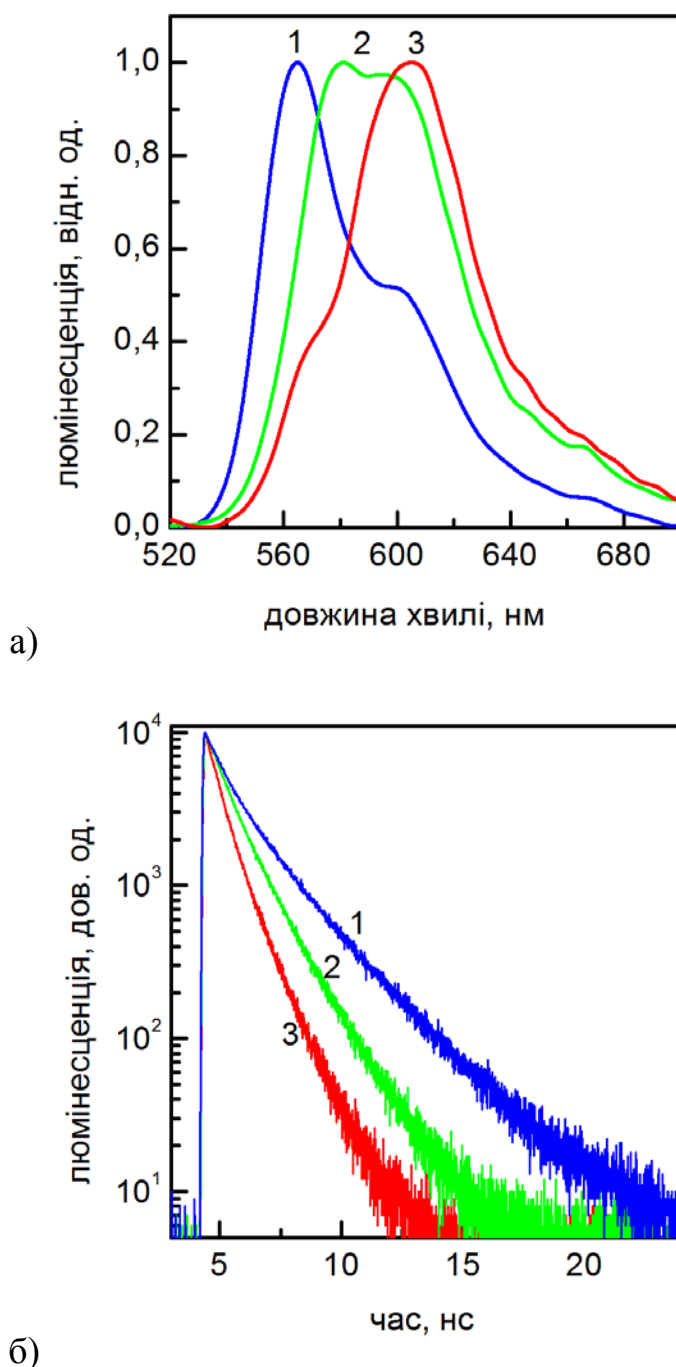 1 2 3
1,0
0,8
0,6
0,4
0,2
0,0
люмінесценція, відн. од.
520 560 600 640 680
довжина хвилі, нм
а)
10⁴
10³
10²
10¹
люмінесценція, дов. од.
1
2
3
5 10 15 20
час, нс
б)